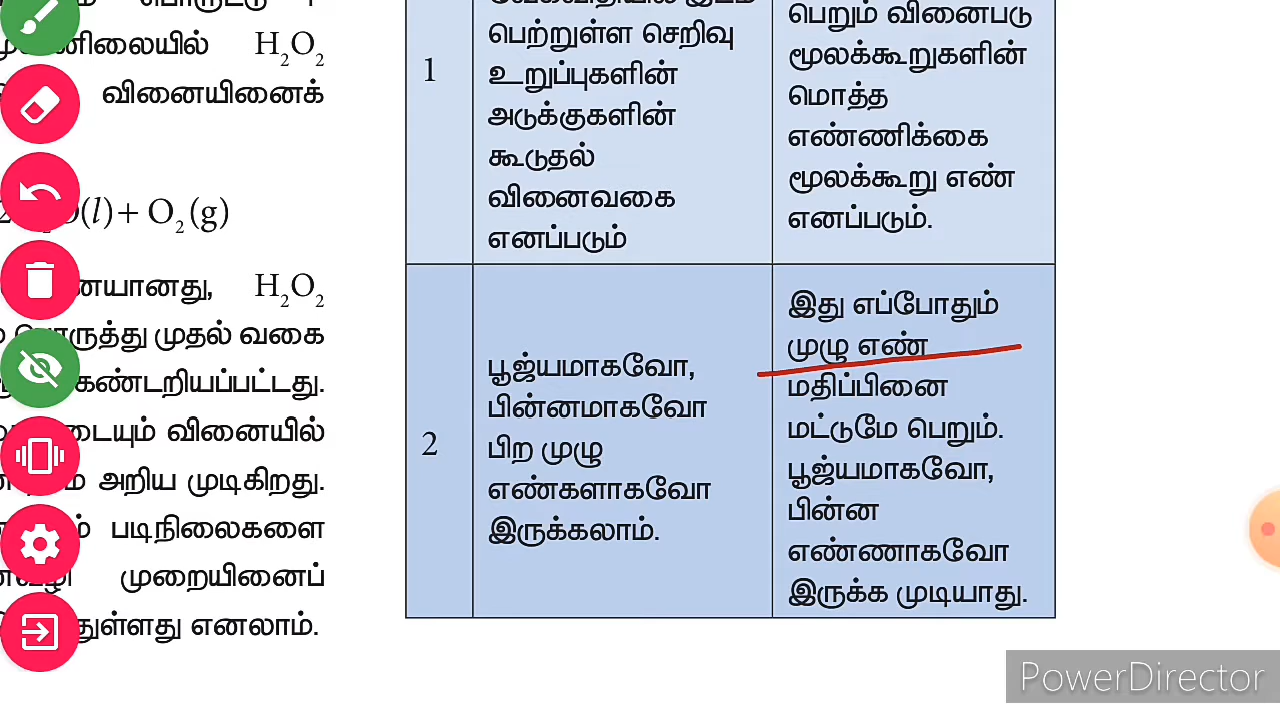 நிலையில் H₂O₂
வினையினைக்
(l) + O₂(g)
H₂O₂
முதல் வகை
கண்டறியப்பட்டது.
வினையில்
அறிய முடிகிறது.
படிநிலைகளை
முறையினைப்
எனலாம்.
1
பெற்றுள்ள செறிவு
உறுப்புகளின்
அடுக்குகளின்
கூடுதல்
வினைவகை
எனப்படும்
பெறும் வினைபடு
மூலக்கூறுகளின்
மொத்த
எண்ணிக்கை
மூலக்கூறு எண்
எனப்படும்.
2
பூஜ்யமாகவோ,
பின்னமாகவோ
பிற முழு
எண்களாகவோ
இருக்கலாம்.
இது எப்போதும்
முழு எண்
மதிப்பினை
மட்டுமே பெறும்.
பூஜ்யமாகவோ,
பின்ன
எண்ணாகவோ
இருக்க முடியாது.
PowerDirector